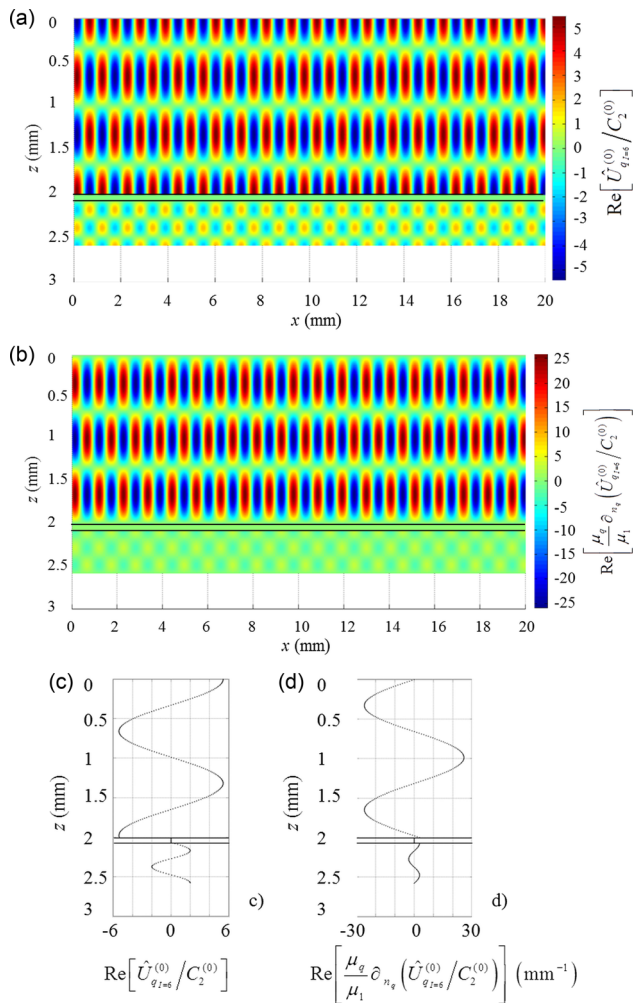 (a)
0
0.5
1
1.5
2
2.5
3
z (mm)
0 2 4 6 8 10 12 14 16 18 20
x (mm)
5
4
3
2
1
0
-1
-2
-3
-4
-5
Re[Û_{q_{I=6}}^{(0)}/C_2^{(0)}]
(b)
0
0.5
1
1.5
2
2.5
3
z (mm)
0 2 4 6 8 10 12 14 16 18 20
x (mm)
25
20
15
10
5
0
-5
-10
-15
-20
-25
Re[μ_q/μ_1 ∂_{n_q}(Û_{q_{I=6}}^{(0)}/C_2^{(0)})]
(c)
0
0.5
1
1.5
2
2.5
3
z (mm)
-6 0 6
c)
Re[Û_{q_{I=6}}^{(0)}/C_2^{(0)}]
(d)
0
0.5
1
1.5
2
2.5
3
z (mm)
-30 0 30
d)
Re[μ_q/μ_1 ∂_{n_q}(Û_{q_{I=6}}^{(0)}/C_2^{(0)})] (mm⁻¹)